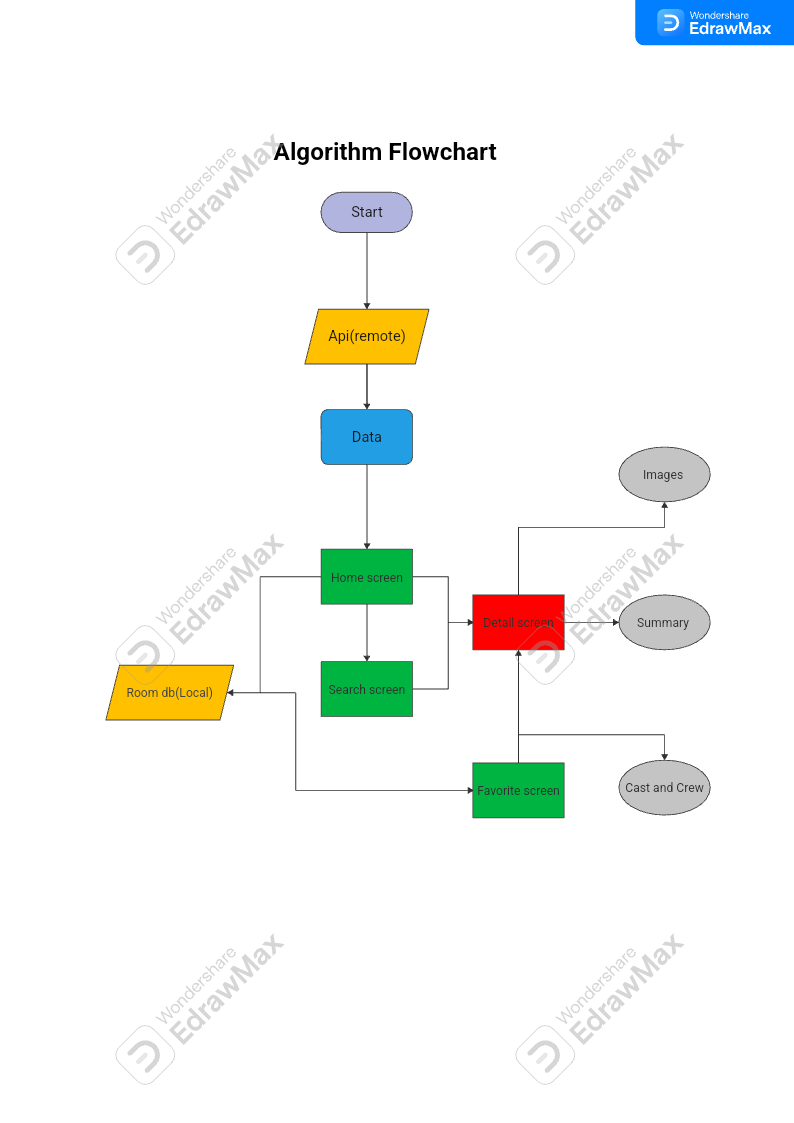 Wondershare
EdrawMax
Algorithm Flowchart
Wondershare
EdrawMax
Wondershare
EdrawMax
Start
Api(remote)
Data
Images
Wondershare
EdrawMax
Wondershare
EdrawMax
Home screen
Detail screen
Summary
Search screen
Room db(Local)
Favorite screen
Cast and Crew
Wondershare
EdrawMax
Wondershare
EdrawMax